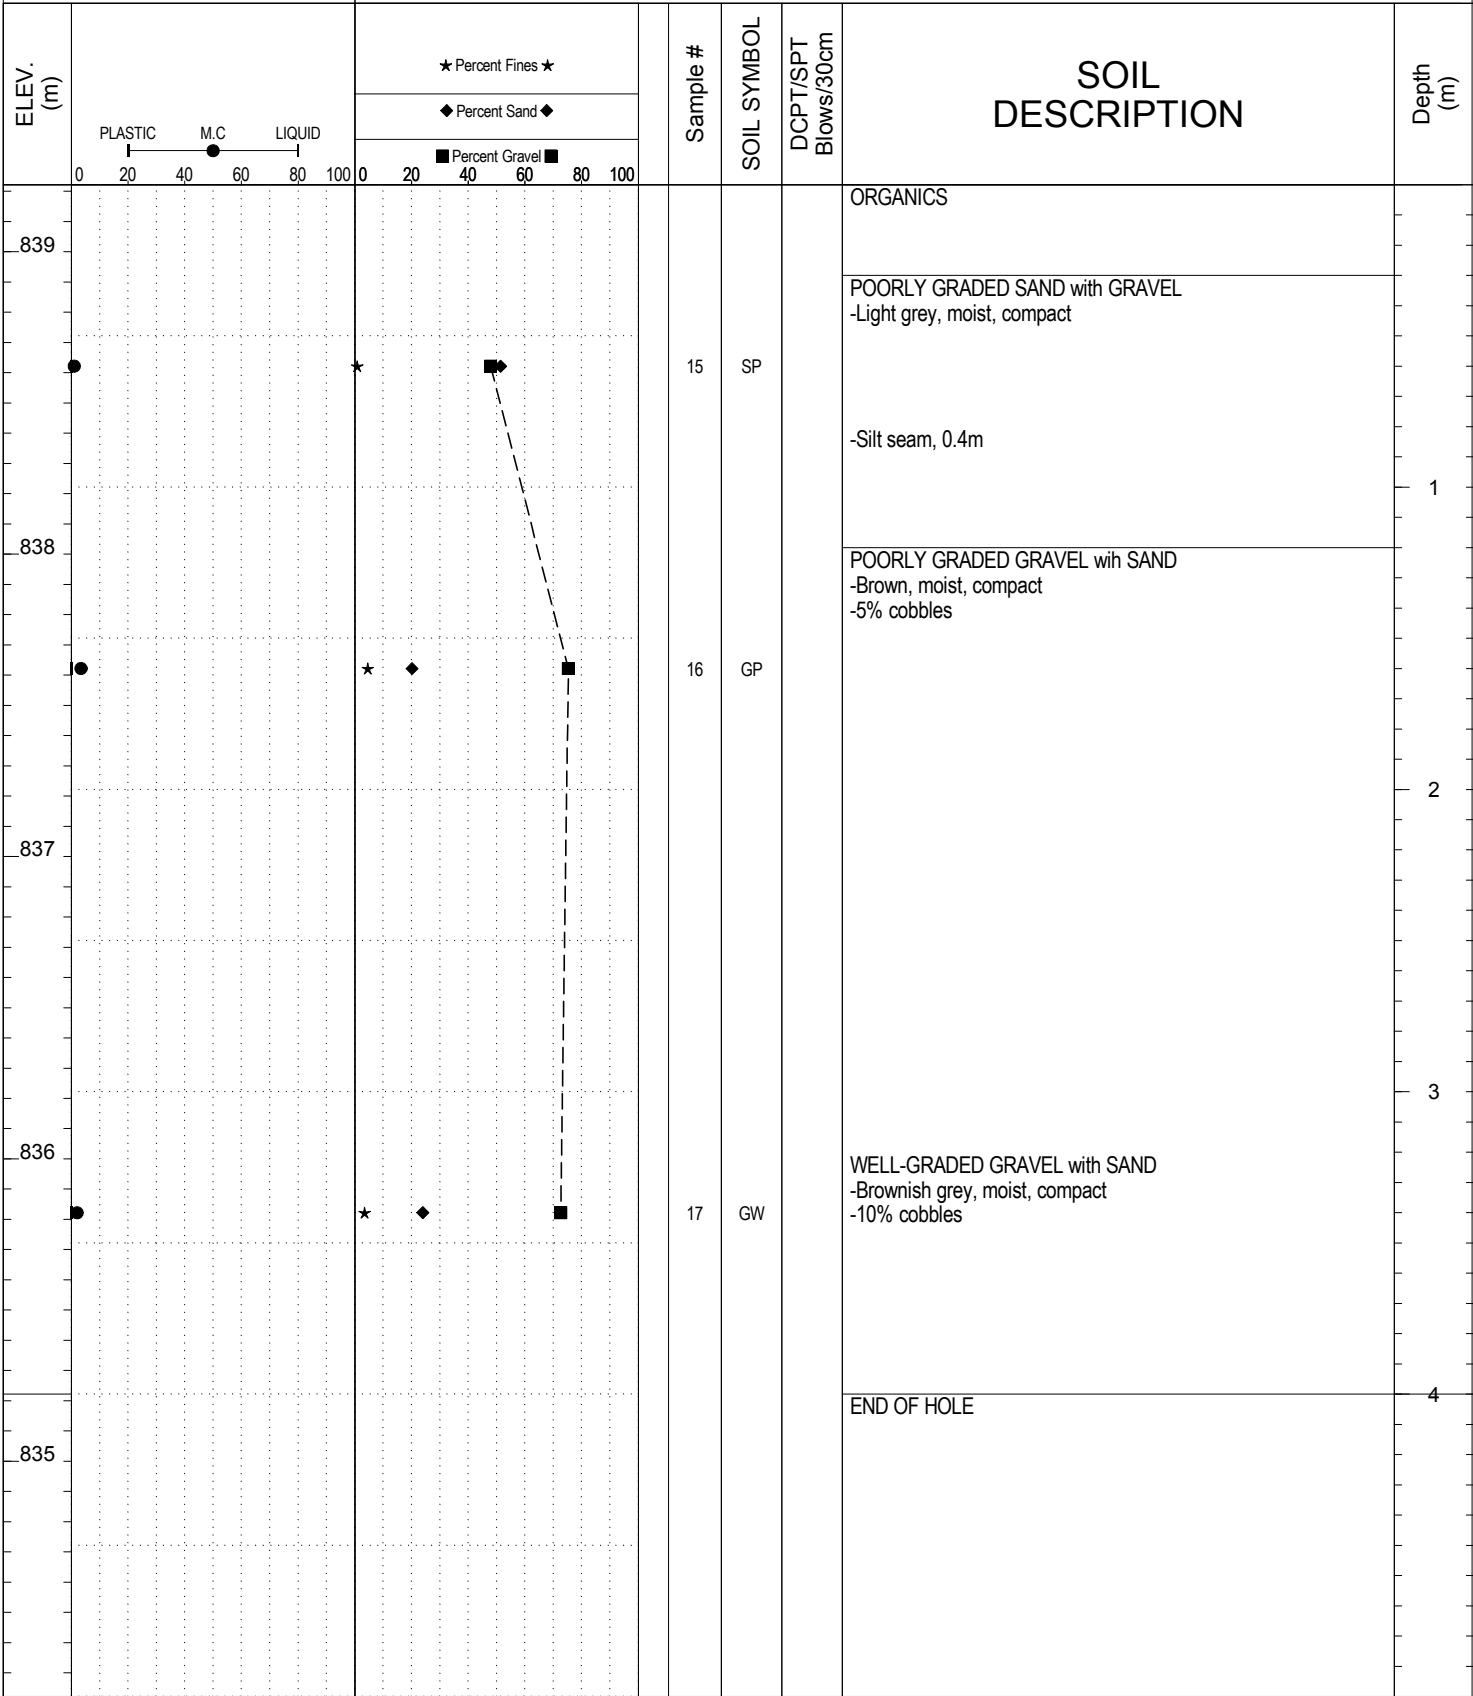 ELEV.
(m)
PLASTIC M.C LIQUID
0 20 40 60 80 100
★ Percent Fines ★
◆ Percent Sand ◆
■ Percent Gravel ■
0 20 40 60 80 100
Sample #
SOIL SYMBOL
DCPT/SPT
Blows/30cm
SOIL
DESCRIPTION
Depth
(m)
ORGANICS
839
POORLY GRADED SAND with GRAVEL
-Light grey, moist, compact
15 SP
-Silt seam, 0.4m
1
838
POORLY GRADED GRAVEL wih SAND
-Brown, moist, compact
-5% cobbles
16 GP
2
837
3
836
WELL-GRADED GRAVEL with SAND
-Brownish grey, moist, compact
17 GW
-10% cobbles
4
END OF HOLE
835